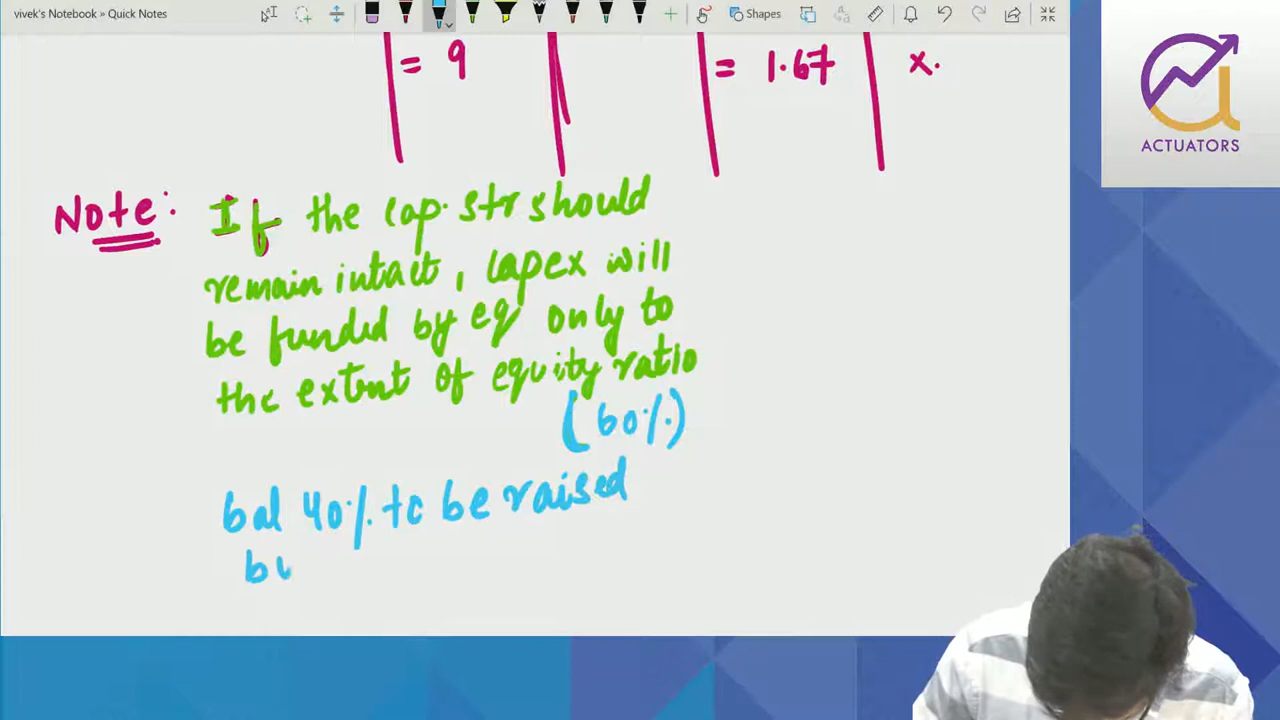 vivek's Notebook » Quick Notes
Shapes
= 9
= 1.67
x.
ACTUATORS
Note: If the cap. str should
remain intact, capex will
be funded by eq only to
the extent of equity ratio
(60%)
bal 40% to be raised